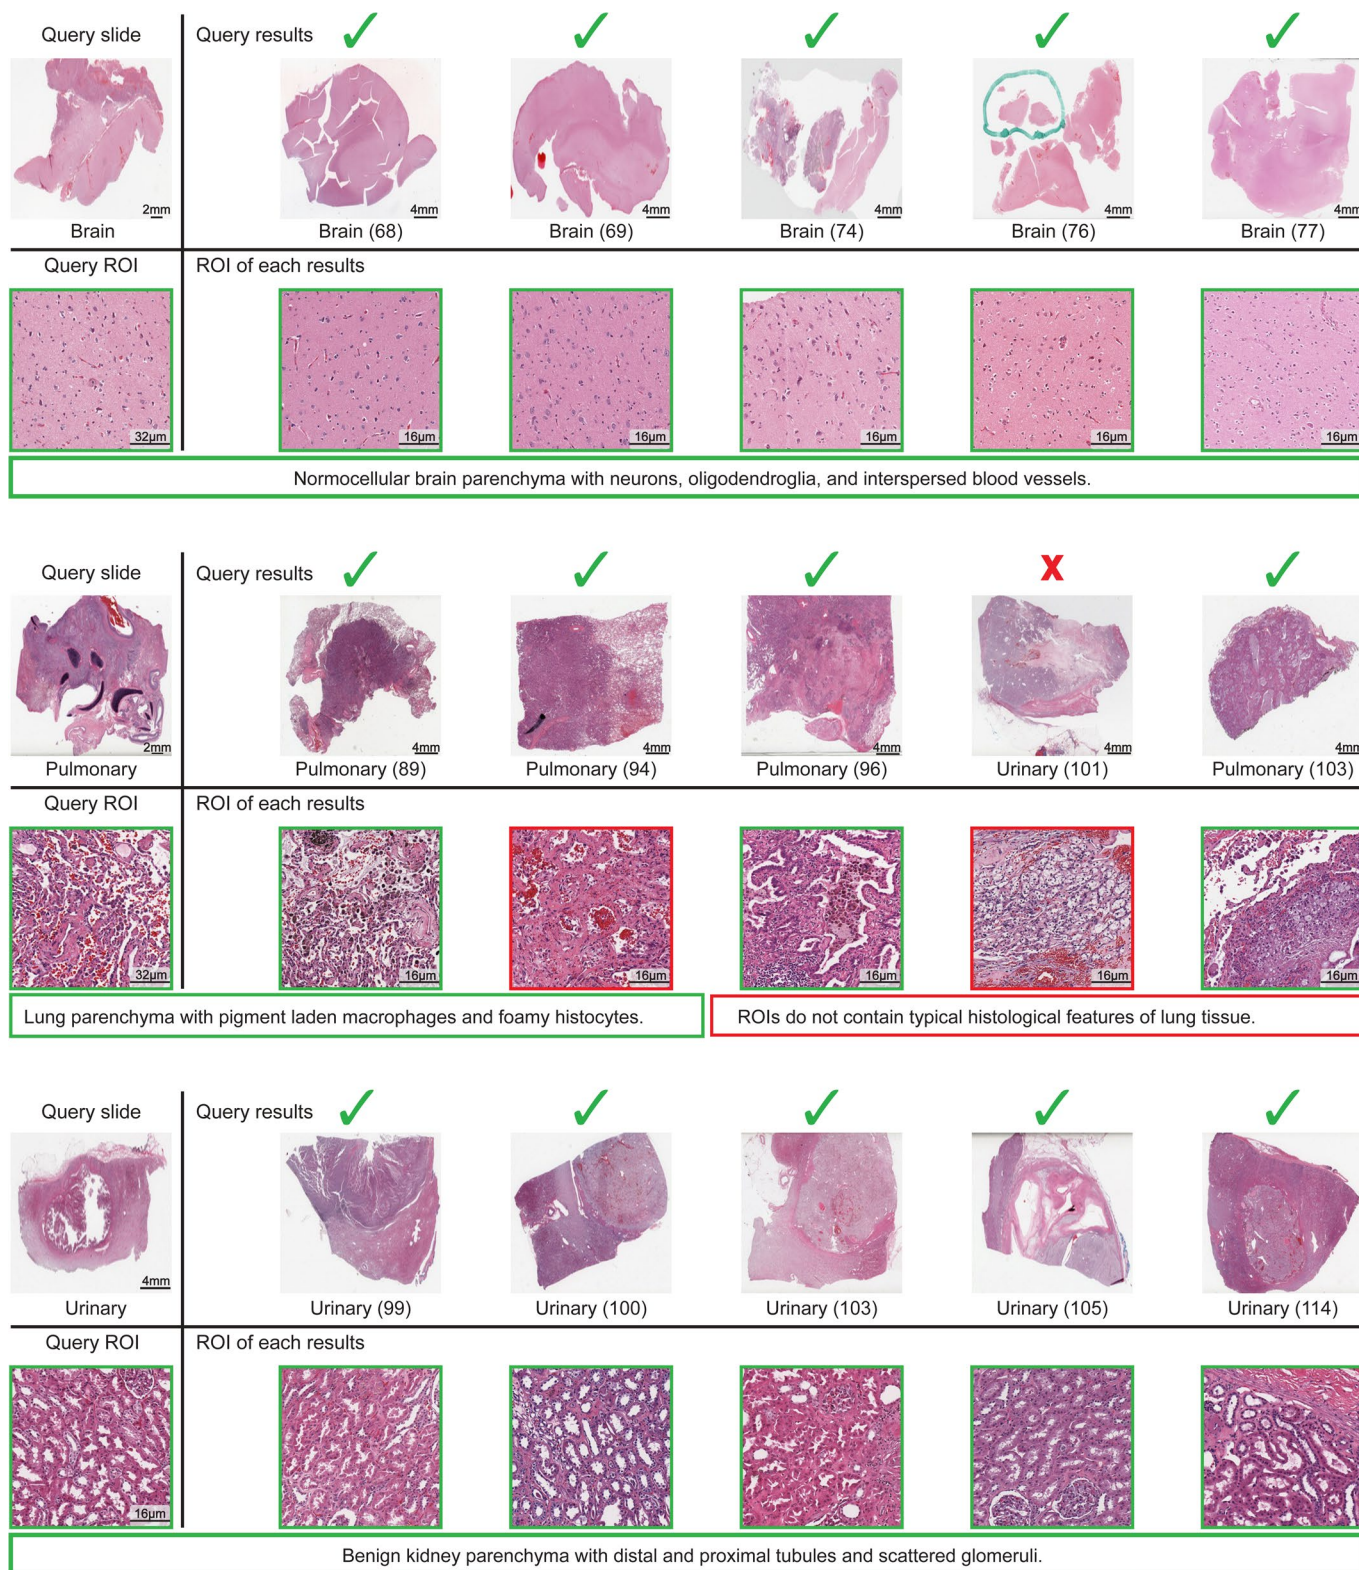 Query slide
Query results ✓ ✓ ✓ ✓ ✓
2mm 4mm 4mm 4mm 4mm 4mm
Brain Brain (68) Brain (69) Brain (74) Brain (76) Brain (77)
Query ROI
ROI of each results
32µm 16µm 16µm 16µm 16µm 16µm
Normocellular brain parenchyma with neurons, oligodendroglia, and interspersed blood vessels.
Query slide
Query results ✓ ✓ ✓ X ✓
2mm 4mm 4mm 4mm 4mm 4mm
Pulmonary Pulmonary (89) Pulmonary (94) Pulmonary (96) Urinary (101) Pulmonary (103)
Query ROI
ROI of each results
32µm 16µm 16µm 16µm 16µm 16µm
Lung parenchyma with pigment laden macrophages and foamy histocytes.
ROIs do not contain typical histological features of lung tissue.
Query slide
Query results ✓ ✓ ✓ ✓ ✓
4mm
Urinary Urinary (99) Urinary (100) Urinary (103) Urinary (105) Urinary (114)
Query ROI
ROI of each results
16µm
Benign kidney parenchyma with distal and proximal tubules and scattered glomeruli.